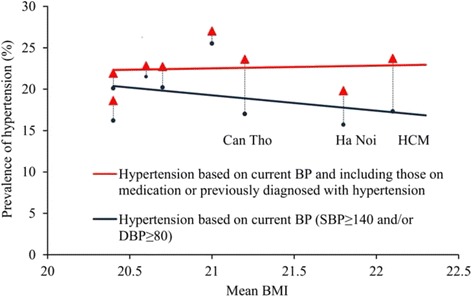 Prevalence of hypertension (%)
30
25
20
15
10
5
0
Can Tho
Ha Noi
HCM
Hypertension based on current BP and including those on
medication or previously diagnosed with hypertension
Hypertension based on current BP (SBP≥140 and/or
DBP≥80)
20
20.5
21
21.5
22
22.5
Mean BMI